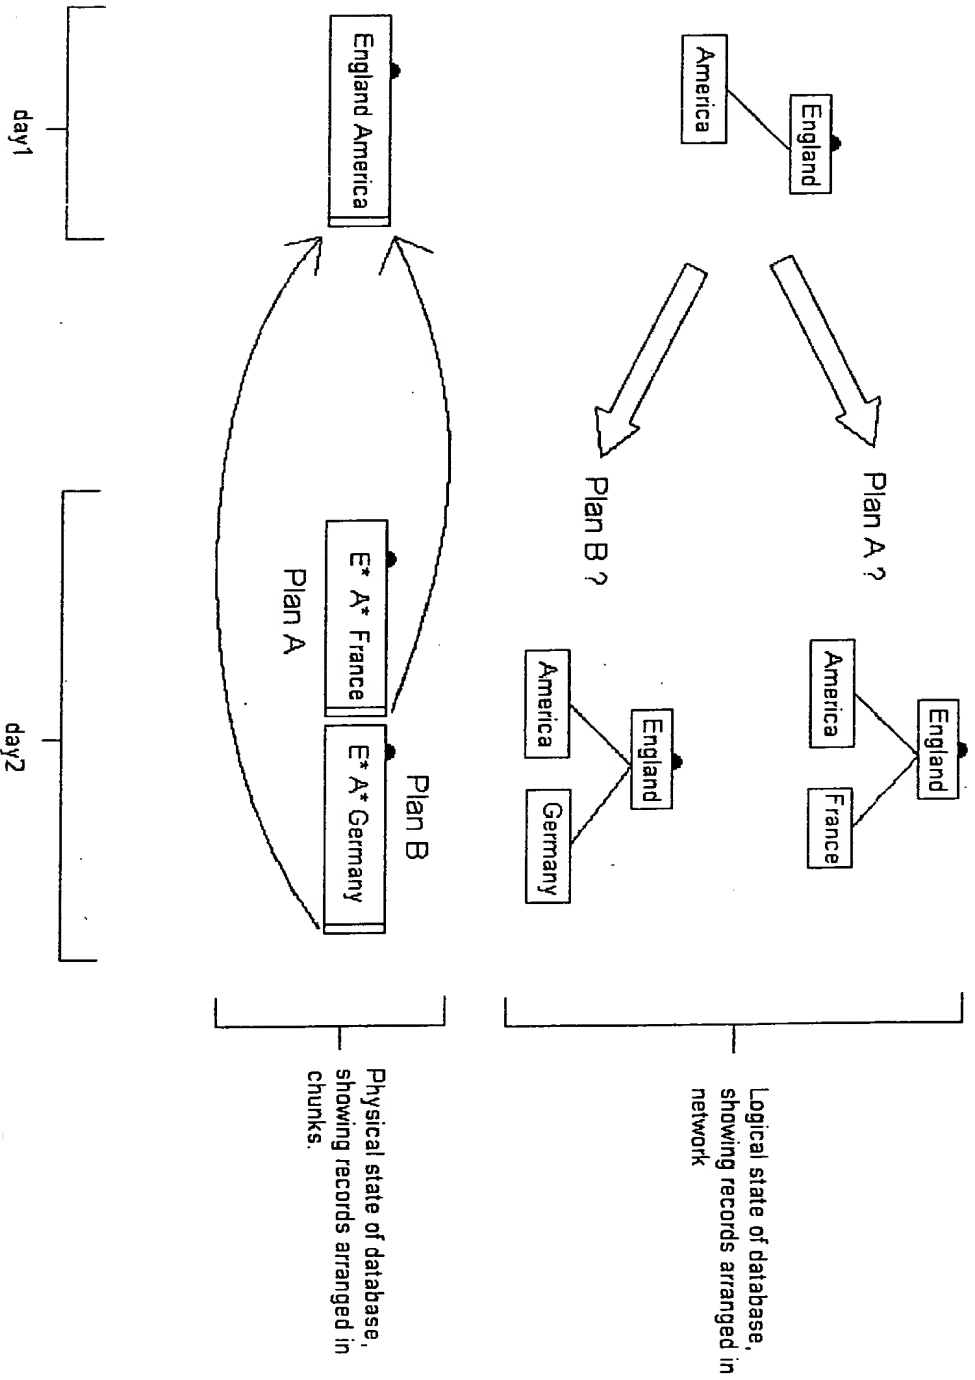 England
America
Plan A ?
England
America
France
Plan B ?
England
America
Germany
Logical state of database,
showing records arranged in
network
England America
Plan B
E* A* France
E* A* Germany
Plan A
Physical state of database,
showing records arranged in
chunks.
day1
day2